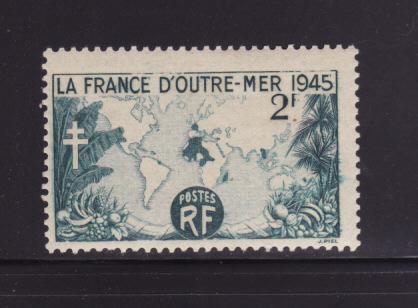 LA FRANCE D'OUTRE-MER 1945
2F
POSTES
RF
J.PIEL